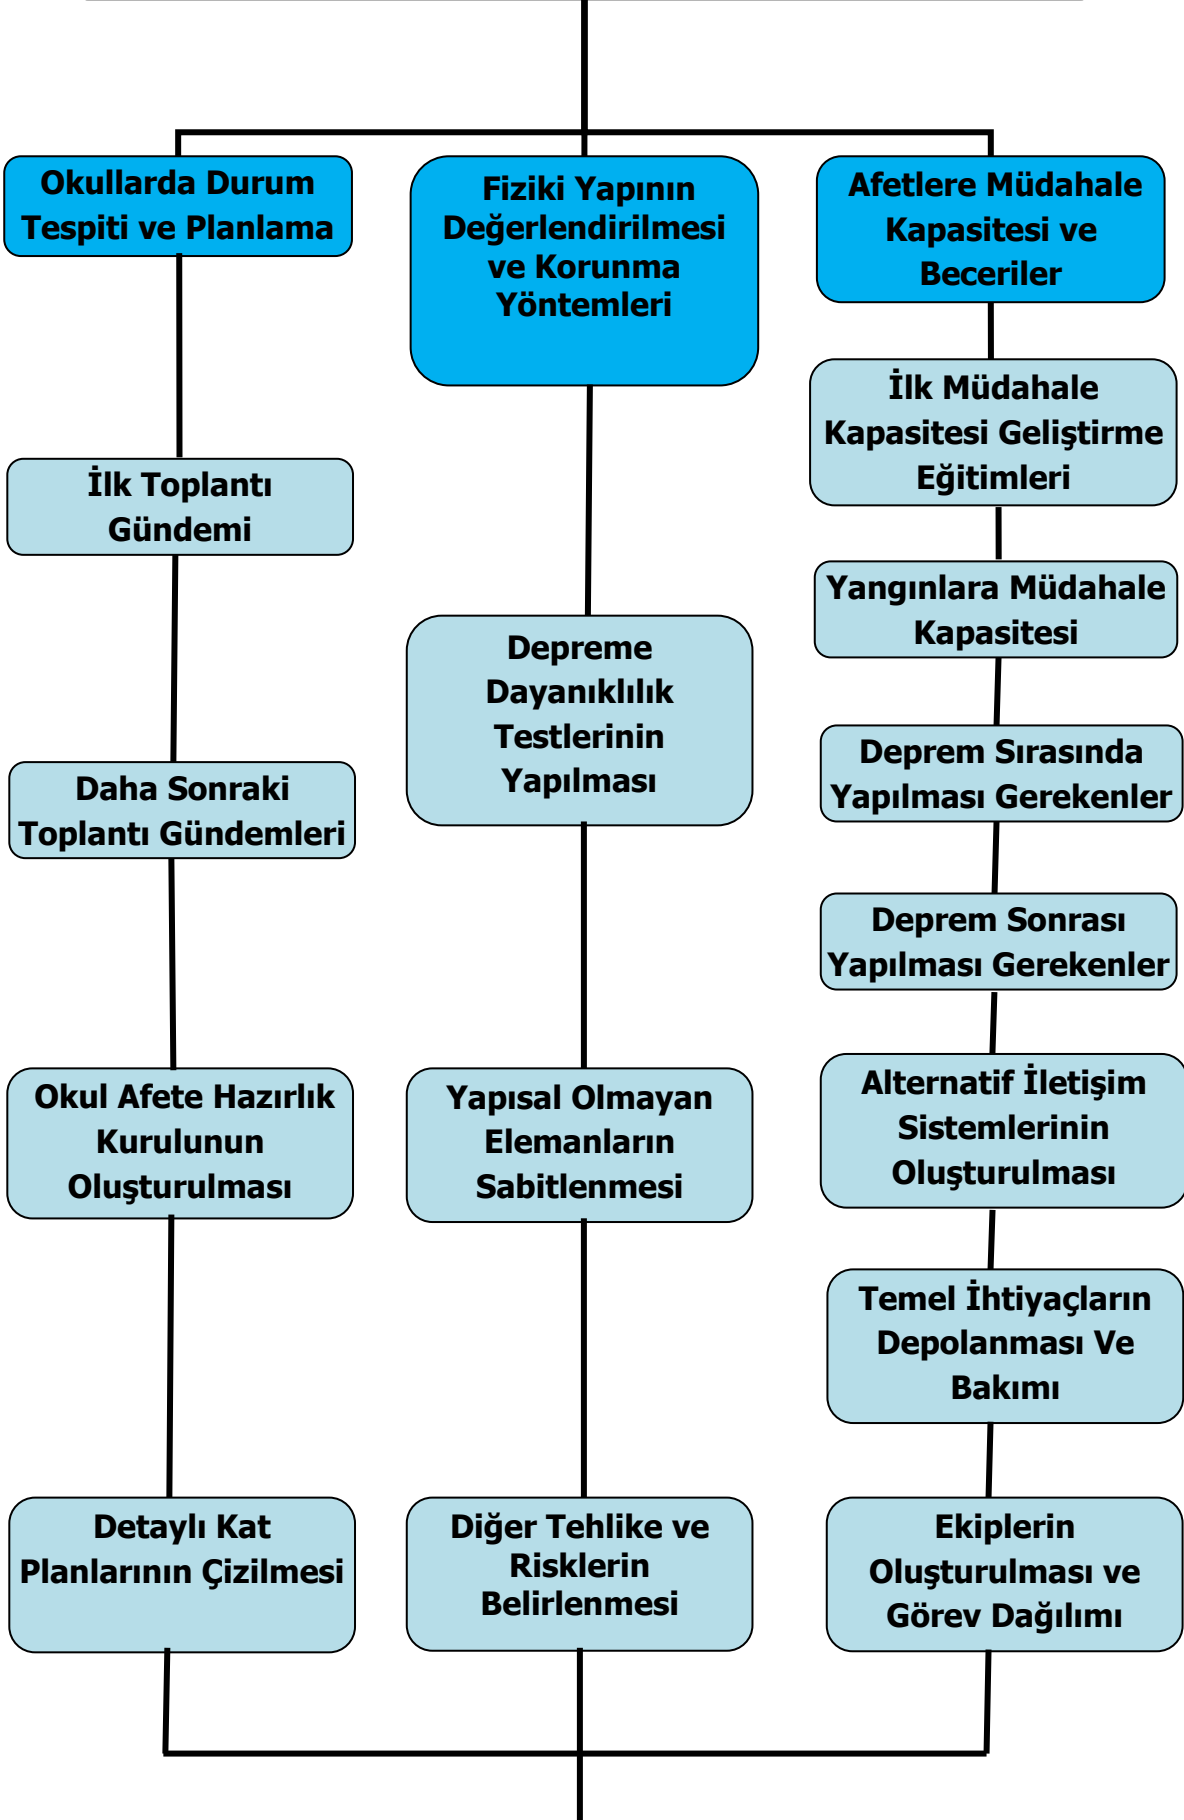 Okullarda Durum
Tespiti ve Planlama
İlk Toplantı
Gündemi
Daha Sonraki
Toplantı Gündemleri
Okul Afete Hazırlık
Kurulunun
Oluşturulması
Detaylı Kat
Planlarının Çizilmesi
Fiziki Yapının
Değerlendirilmesi
ve Korunma
Yöntemleri
Depreme
Dayanıklılık
Testlerinin
Yapılması
Yapısal Olmayan
Elemanların
Sabitlenmesi
Diğer Tehlike ve
Risklerin
Belirlenmesi
Afetlere Müdahale
Kapasitesi ve
Beceriler
İlk Müdahale
Kapasitesi Geliştirme
Eğitimleri
Yangınlara Müdahale
Kapasitesi
Deprem Sırasında
Yapılması Gerekenler
Deprem Sonrası
Yapılması Gerekenler
Alternatif İletişim
Sistemlerinin
Oluşturulması
Temel İhtiyaçların
Depolanması Ve
Bakımı
Ekiplerin
Oluşturulması ve
Görev Dağılımı